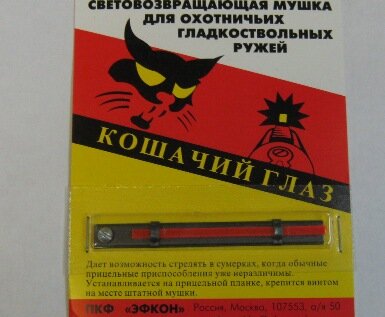 СВЕТОВОЗВРАЩАЮЩАЯ МУШКА
ДЛЯ ОХОТНИЧЬИХ
ГЛАДКОСТВОЛЬНЫХ
РУЖЕЙ
КОШАЧИЙ ГЛАЗ
Дает возможность стрелять в сумерках, когда обычные
прицельные приспособления уже неразличимы.
Устанавливается на прицельной планке, крепится винтом
на месте штатной мушки.
ПКФ «ЭФКОН» Россия, Москва, 107553, а/я 50